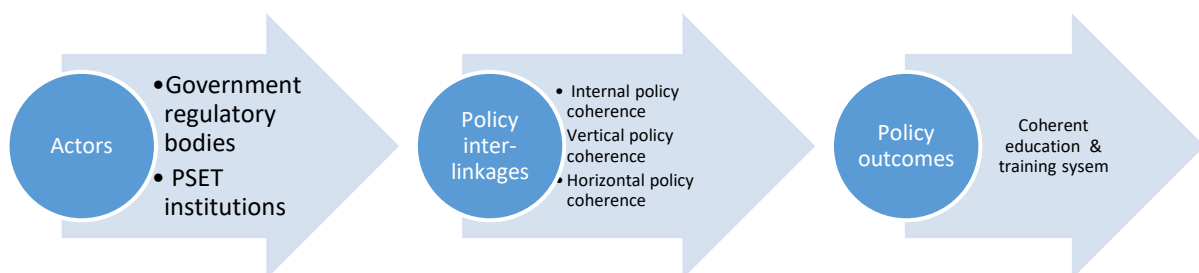 Actors
•Government
regulatory
bodies
• PSET
institutions
Policy
inter-
linkages
• Internal policy
coherence
Vertical policy
coherence
• Horizontal policy
coherence
Policy
outcomes
Coherent
education &
training sysem